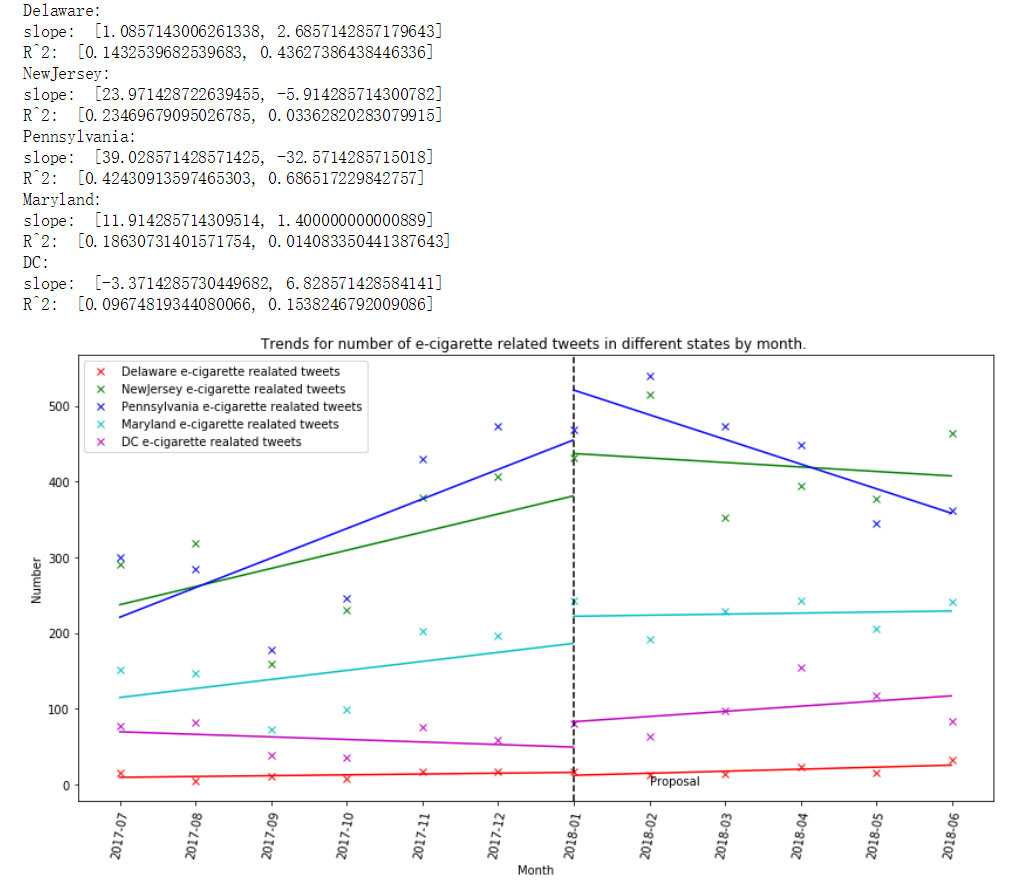 Delaware:
slope:  [1.0857143006261338, 2.6857142857179643]
R^2:  [0.1432539682539683, 0.43627386438446336]
NewJersey:
slope:  [23.971428722639455, -5.914285714300782]
R^2:  [0.23469679095026785, 0.03362820283079915]
Pennsylvania:
slope:  [39.028571428571425, -32.5714285715018]
R^2:  [0.42430913597465303, 0.686517229842757]
Maryland:
slope:  [11.914285714309514, 1.400000000000889]
R^2:  [0.18630731401571754, 0.014083350441387643]
DC:
slope:  [-3.3714285730449682, 6.828571428584141]
R^2:  [0.09674819344080066, 0.1538246792009086]
Trends for number of e-cigarette related tweets in different states by month.
Delaware e-cigarette realated tweets
NewJersey e-cigarette realated tweets
Pennsylvania e-cigarette realated tweets
Maryland e-cigarette realated tweets
DC e-cigarette realated tweets
500
400
300
200
100
0
Number
Proposal
2017-07
2017-08
2017-09
2017-10
2017-11
2017-12
2018-01
2018-02
2018-03
2018-04
2018-05
2018-06
Month